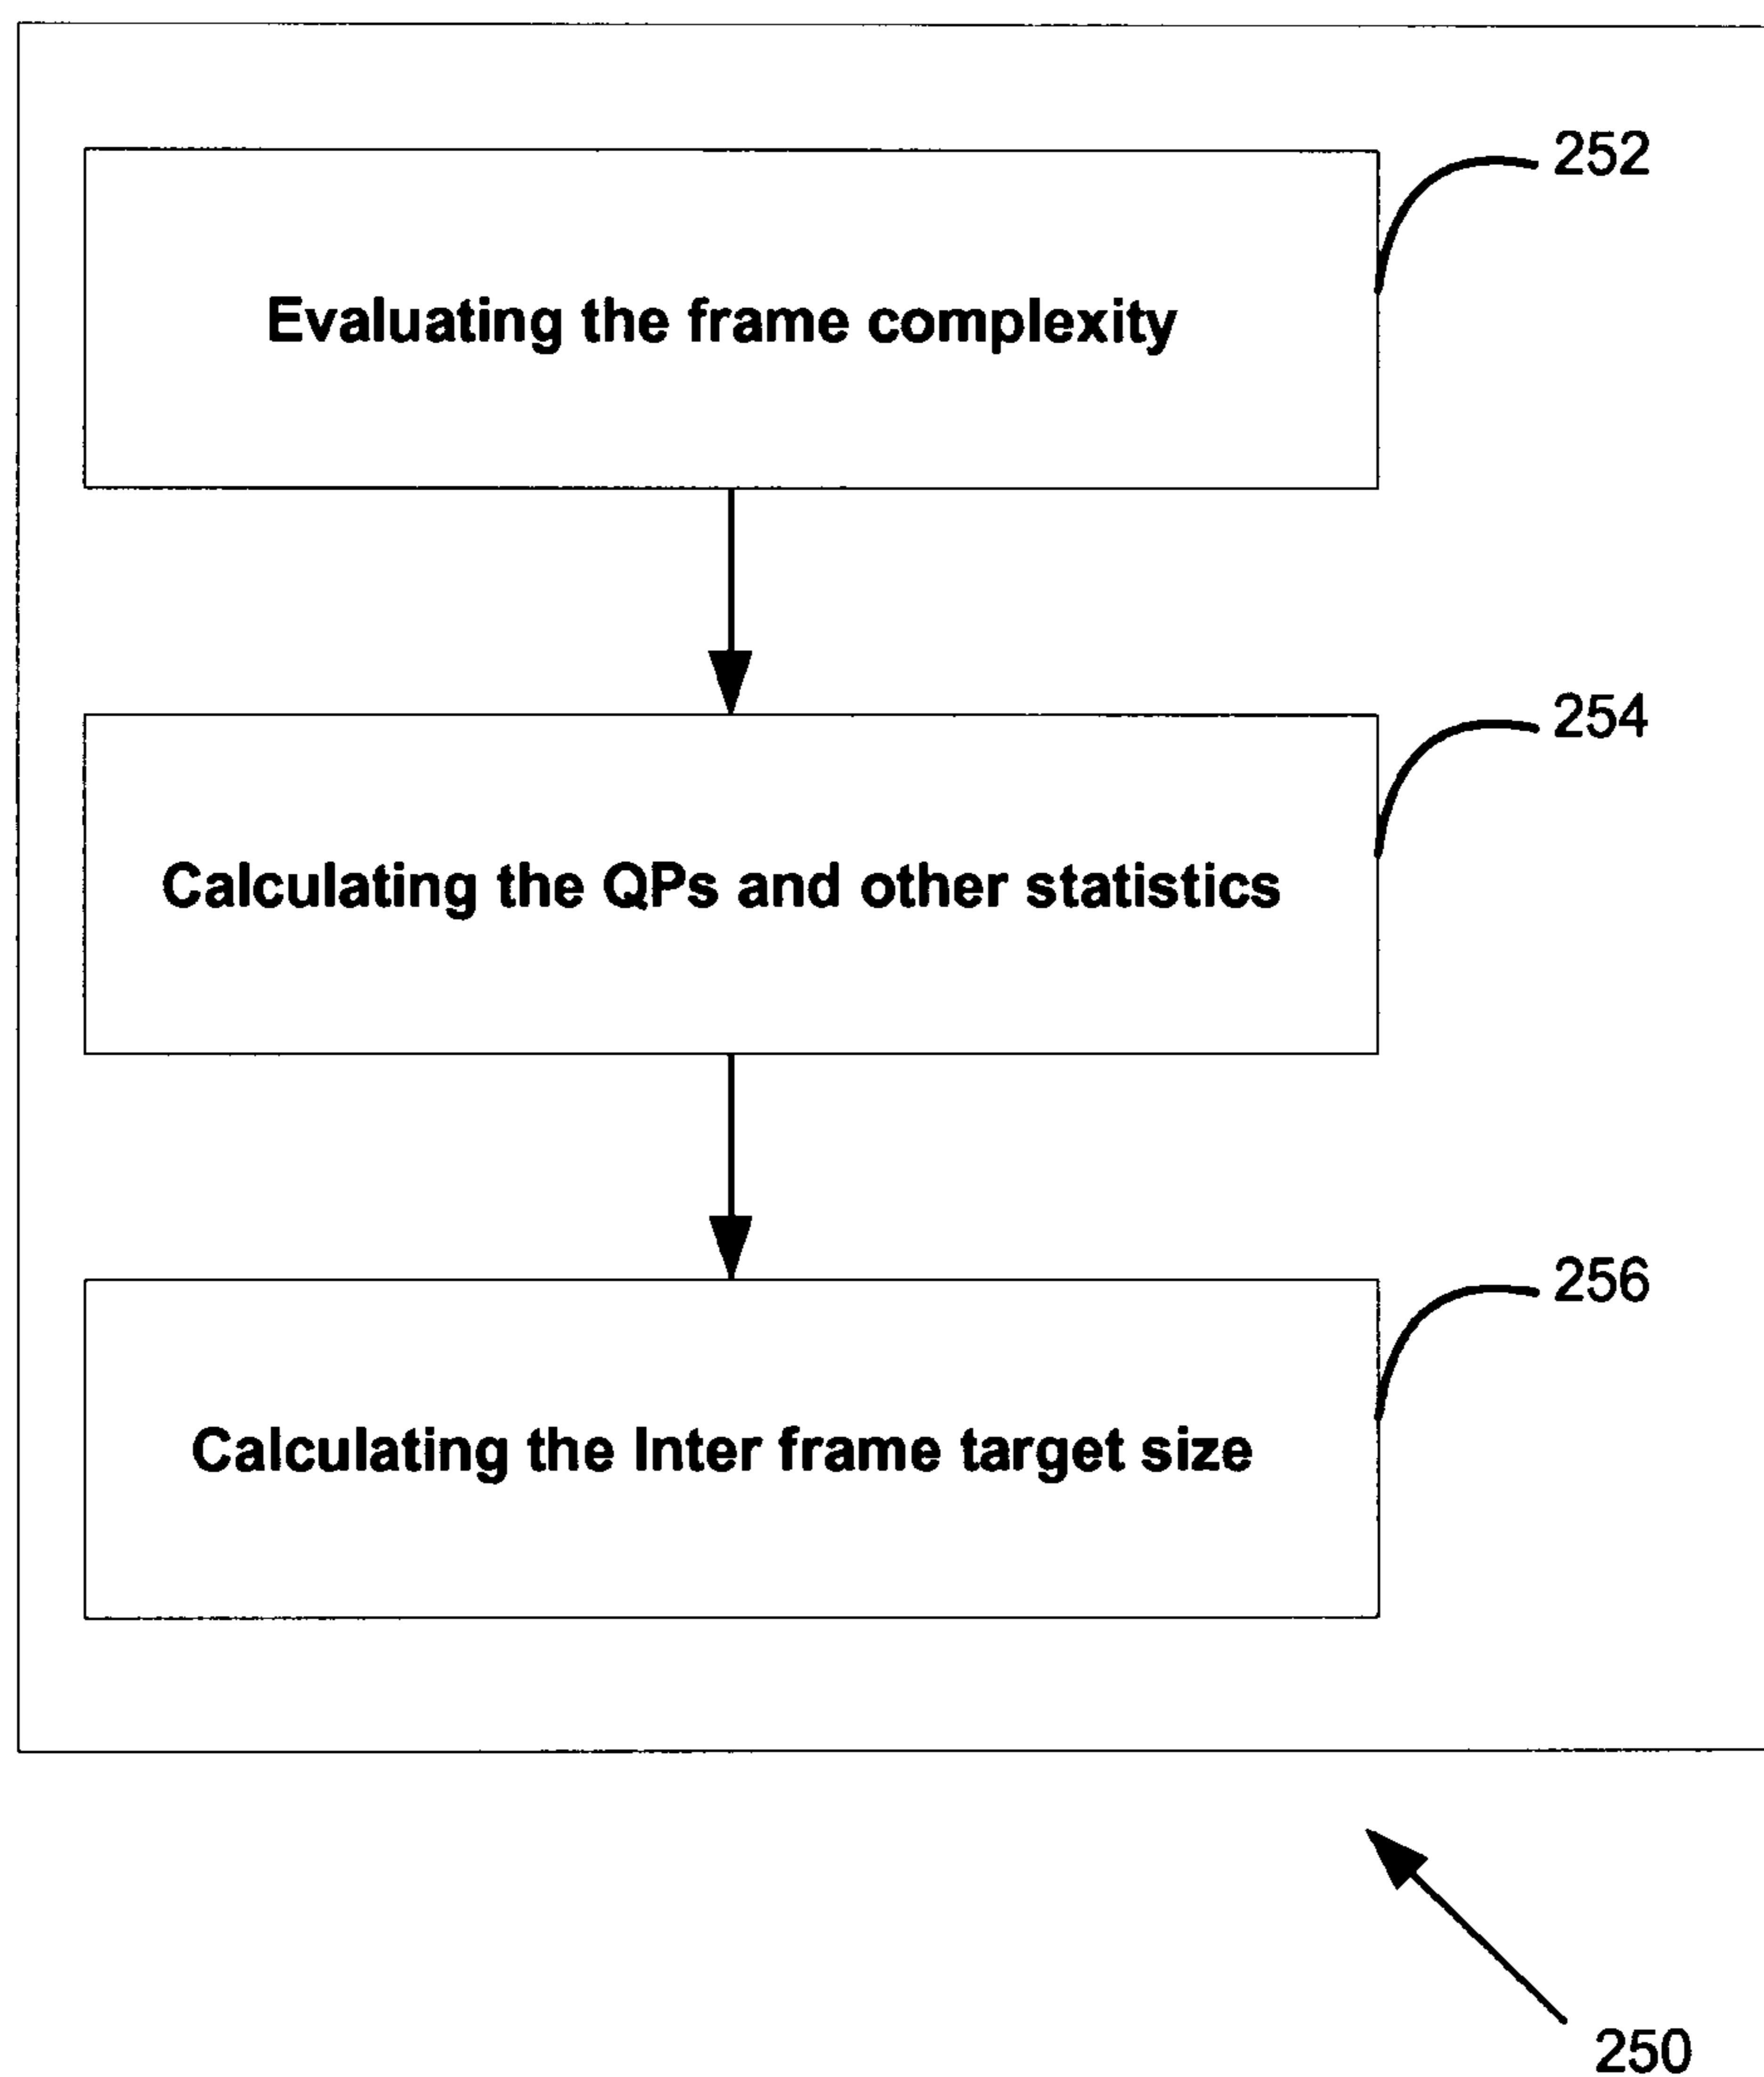 252
Evaluating the frame complexity
254
Calculating the QPs and other statistics
256
Calculating the Inter frame target size
250